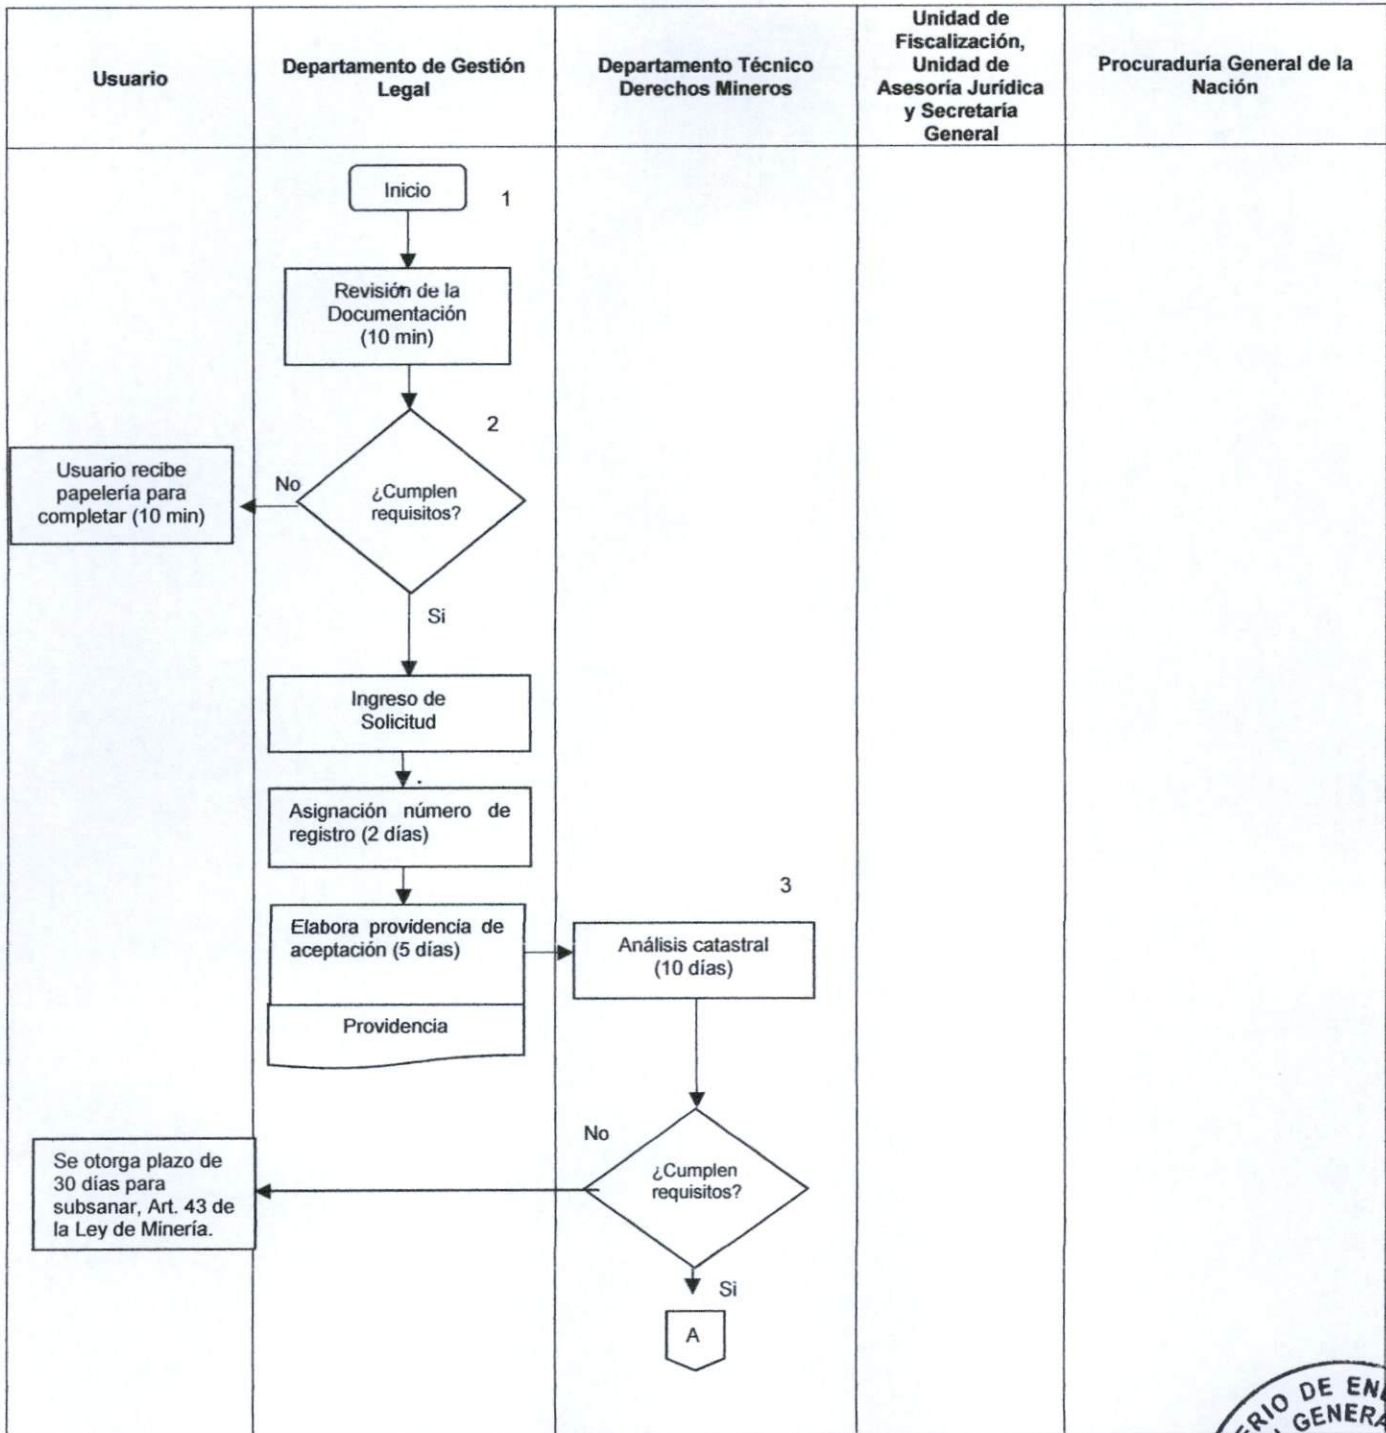 Usuario
Departamento de Gestión
Legal
Departamento Técnico
Derechos Mineros
Unidad de
Fiscalización,
Unidad de
Asesoría Jurídica
y Secretaría
General
Procuraduría General de la
Nación
Inicio
1
Revisión de la
Documentación
(10 min)
2
¿Cumplen
requisitos?
No
Usuario recibe
papelería para
completar (10 min)
Si
Ingreso de
Solicitud
Asignación número de
registro (2 días)
Elabora providencia de
aceptación (5 días)
Providencia
3
Análisis catastral
(10 días)
No
¿Cumplen
requisitos?
Se otorga plazo de
30 días para
subsanar, Art. 43 de
la Ley de Minería.
Si
A
DE